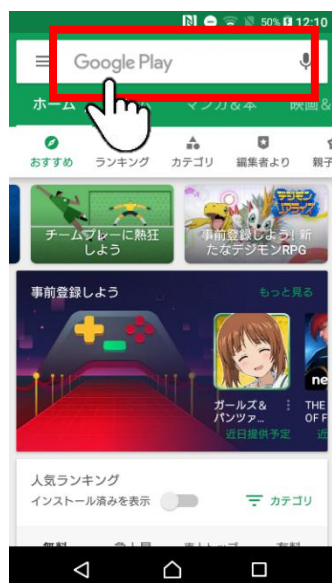 50% 12:10
Google Play
ホーム
マンガ&本
映画&
おすすめ
ランキング
カテゴリ
編集者より
親子
チームプレーに熱狂
しよう
事前登録しよう! 新
たなデジモンRPG
事前登録しよう
もっと見る
ガールズ&
パンツァ...
近日提供予定
ne
THE
OF F
近
人気ランキング
インストール済みを表示
カテゴリ
無料